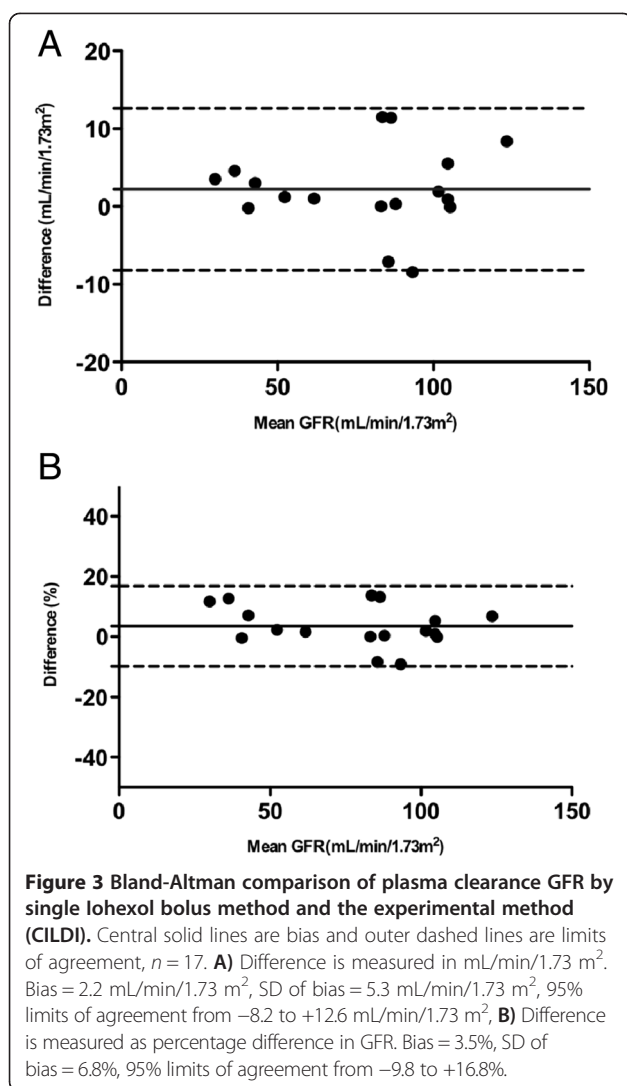 A
20
10
0
-10
-20
Difference (mL/min/1.73m²)
0 50 100 150
Mean GFR(mL/min/1.73m²)
B
40
20
0
-20
-40
Difference (%)
0 50 100 150
Mean GFR(mL/min/1.73m²)
Figure 3 Bland-Altman comparison of plasma clearance GFR by
single Iohexol bolus method and the experimental method
(CILDI). Central solid lines are bias and outer dashed lines are limits
of agreement, n = 17. A) Difference is measured in mL/min/1.73 m².
Bias = 2.2 mL/min/1.73 m², SD of bias = 5.3 mL/min/1.73 m², 95%
limits of agreement from −8.2 to +12.6 mL/min/1.73 m², B) Difference
is measured as percentage difference in GFR. Bias = 3.5%, SD of
bias = 6.8%, 95% limits of agreement from −9.8 to +16.8%.